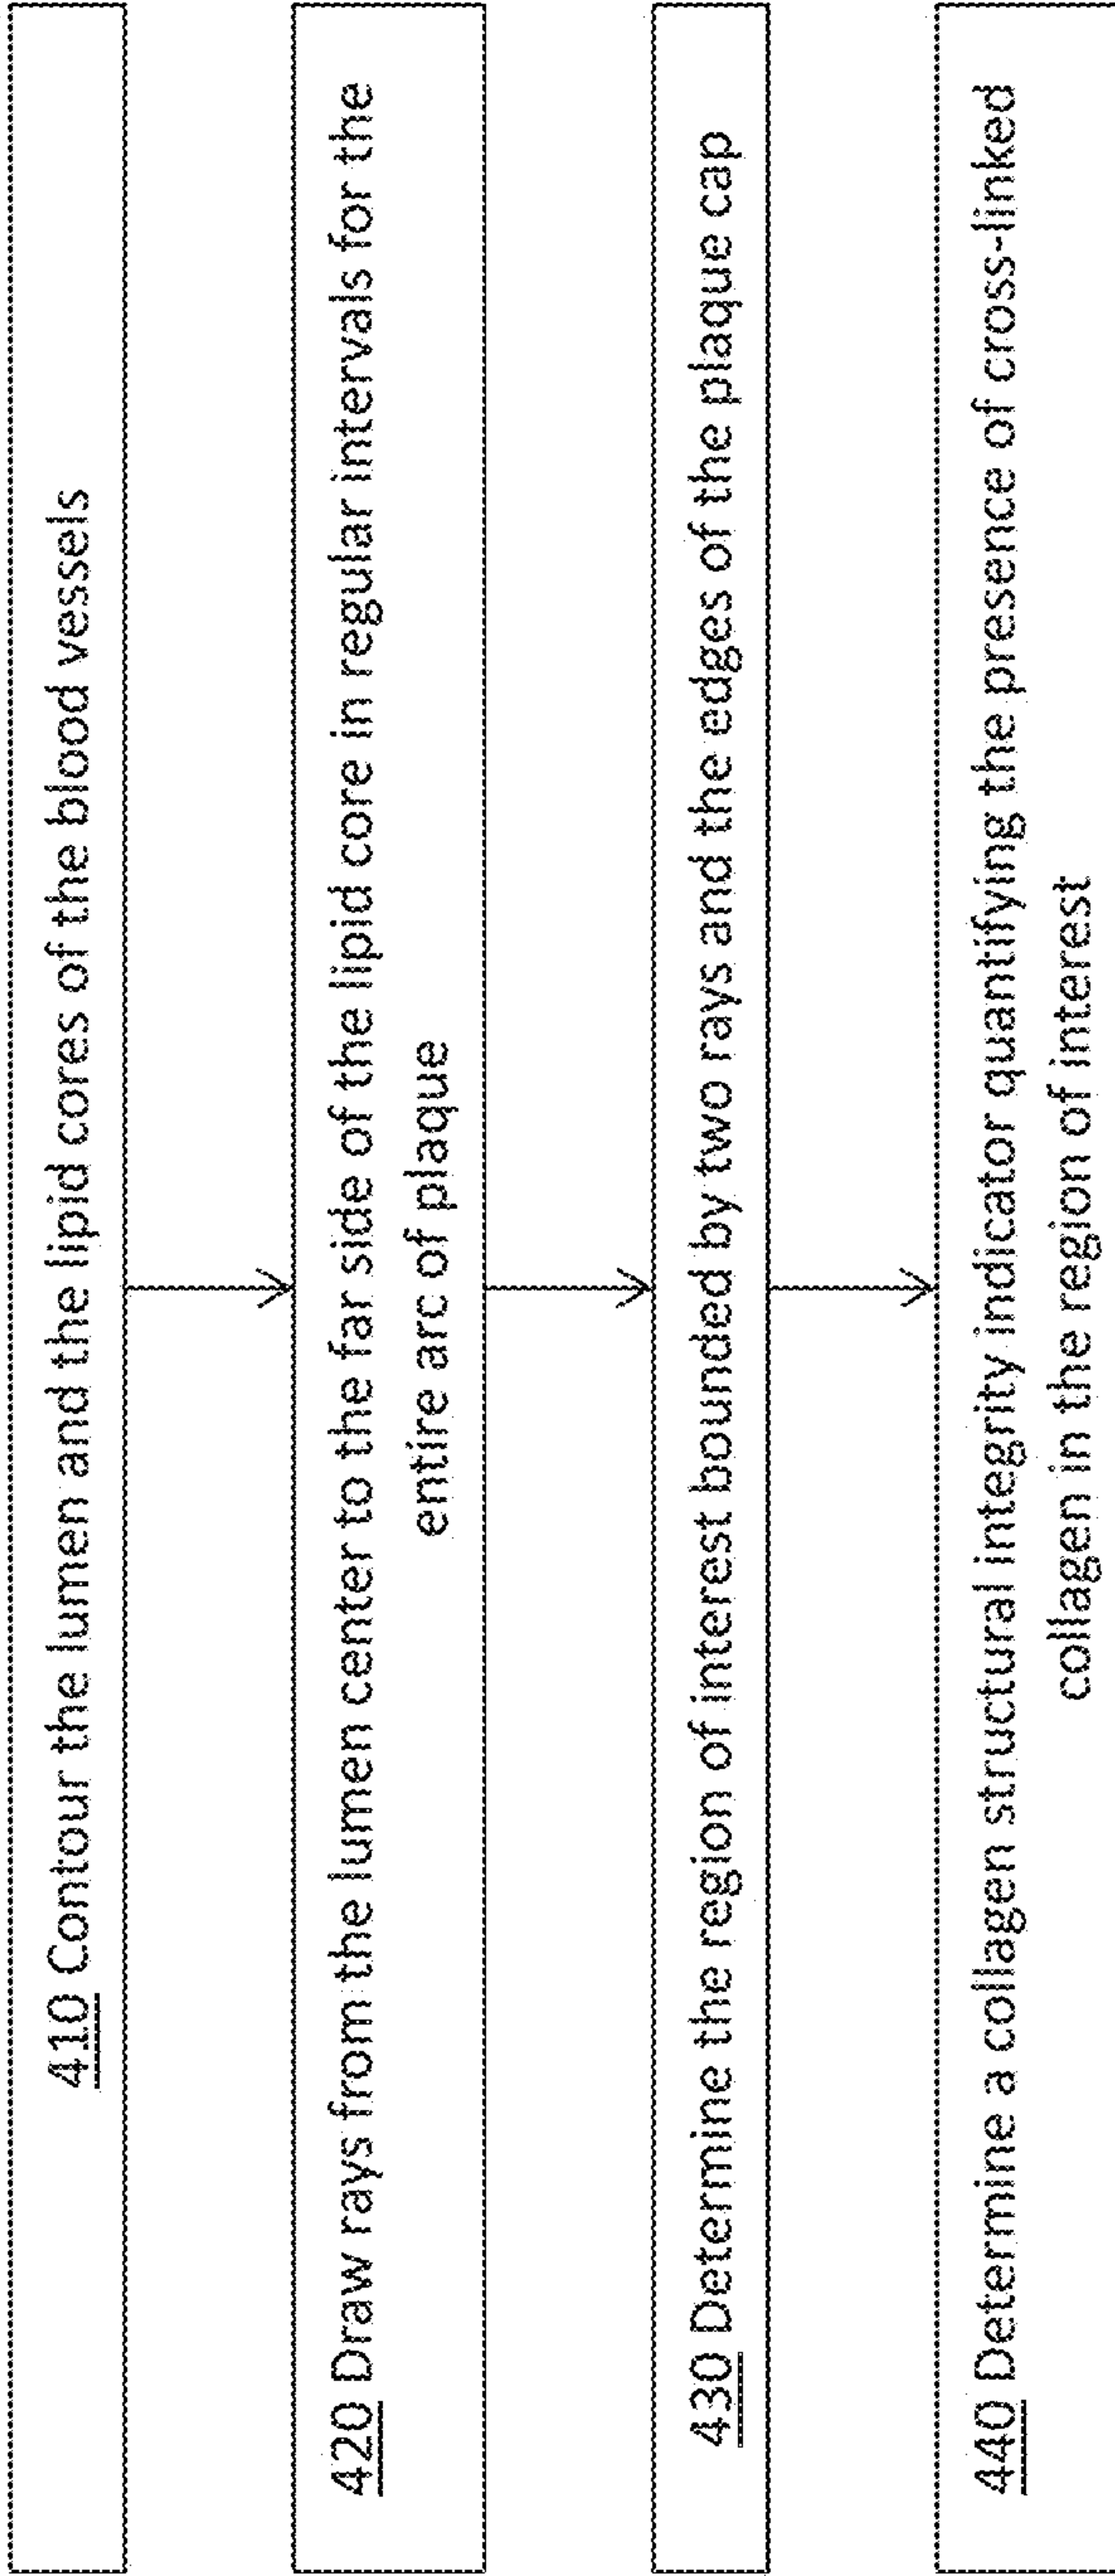 410 Contour the lumen and the lipid cores of the blood vessels
420 Draw rays from the lumen center to the far side of the lipid core in regular intervals for the
entire arc of plaque
430 Determine the region of interest bounded by two rays and the edges of the plaque cap
440 Determine a collagen structural integrity indicator quantifying the presence of cross-linked
collagen in the region of interest